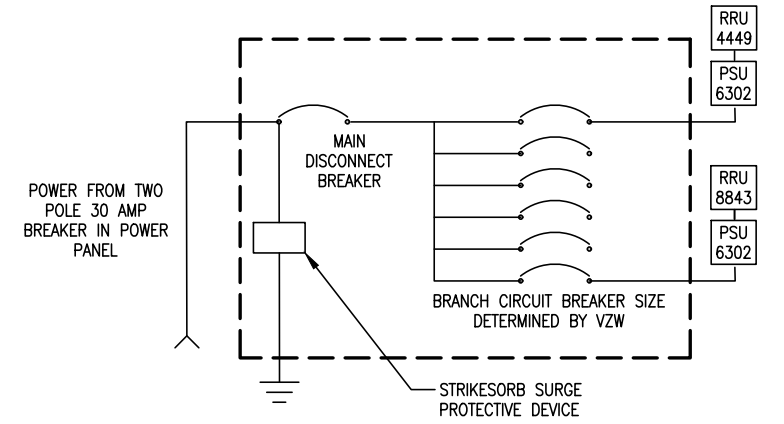 RRU
4449
PSU
6302
MAIN
DISCONNECT
BREAKER
POWER FROM TWO
POLE 30 AMP
BREAKER IN POWER
PANEL
RRU
8843
PSU
6302
BRANCH CIRCUIT BREAKER SIZE
DETERMINED BY VZW
STRIKESORB SURGE
PROTECTIVE DEVICE